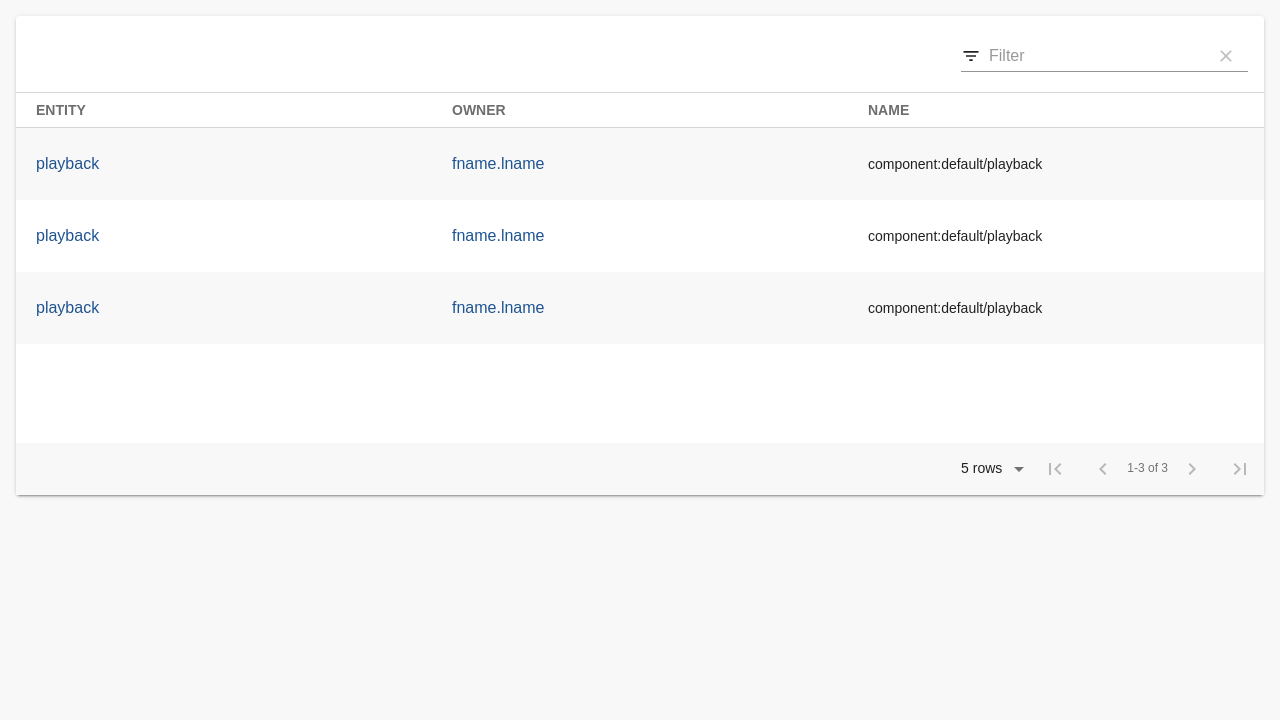 Filter
ENTITY OWNER NAME
playback fname.lname component:default/playback
playback fname.lname component:default/playback
playback fname.lname component:default/playback
5 rows 1-3 of 3